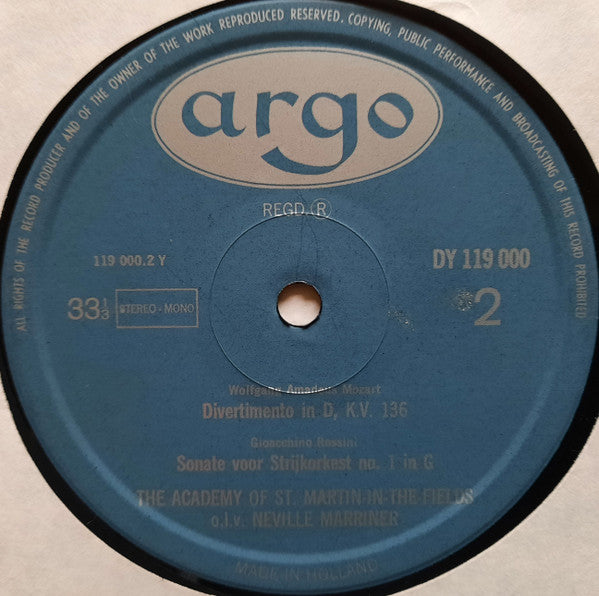 ALL RIGHTS OF THE RECORD PRODUCER AND OF THE OWNER OF THE WORK REPRODUCED RESERVED. COPYING, PUBLIC PERFORMANCE AND BROADCASTING OF THIS RECORD PROHIBITED
argo
REGD. Ⓡ
119 000.2 Y
DY 119 000
33⅓
STEREO - MONO
2
Wolfgang Amadeus Mozart
Divertimento in D, K.V. 136
Gioacchino Rossini
Sonate voor Strijkorkest no. 1 in G
THE ACADEMY OF ST. MARTIN-IN-THE-FIELDS
o.l.v. NEVILLE MARRINER
MADE IN HOLLAND